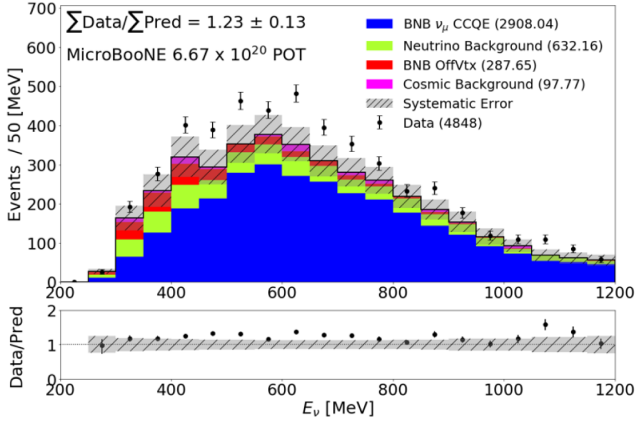 ∑Data/∑Pred = 1.23 ± 0.13
MicroBooNE 6.67 x 10²⁰ POT
BNB νμ CCQE (2908.04)
Neutrino Background (632.16)
BNB OffVtx (287.65)
Cosmic Background (97.77)
Systematic Error
Data (4848)
Events / 50 [MeV]
700
600
500
400
300
200
100
0
200 400 600 800 1000 1200
Data/Pred
2
1
0
200 400 600 800 1000 1200
Eν [MeV]